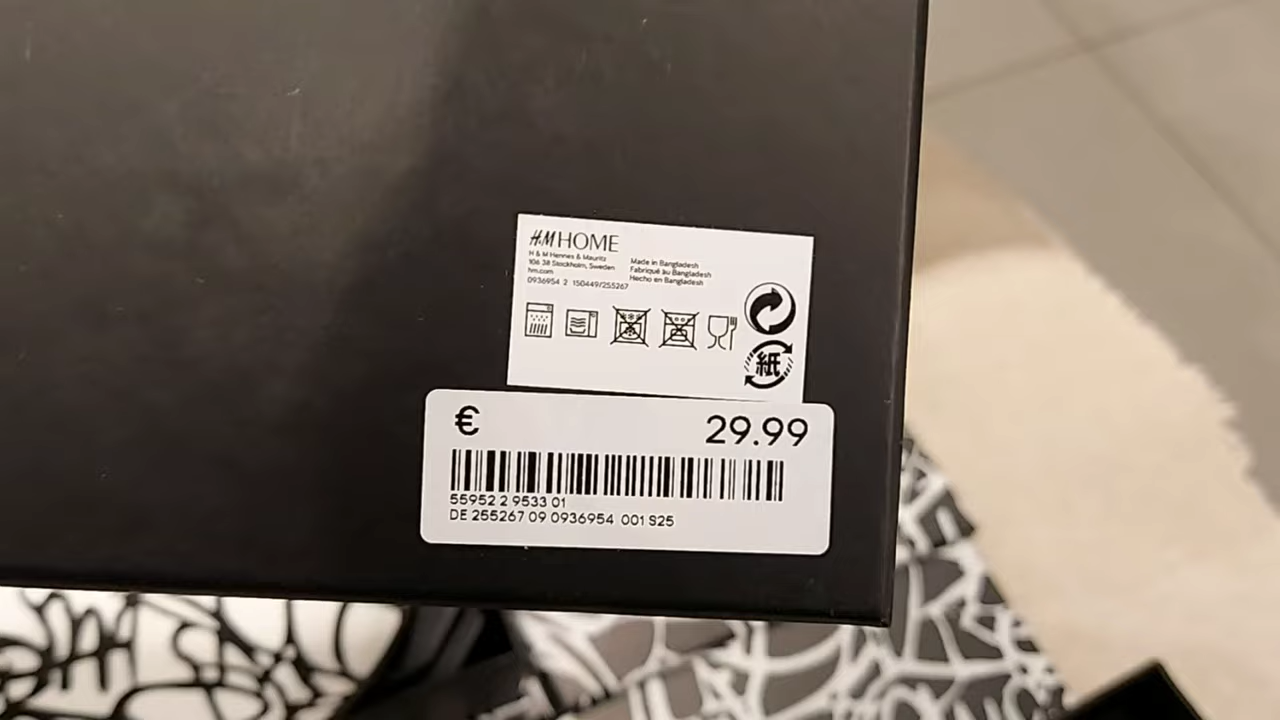 H&M HOME
H & M Hennes & Mauritz
106 38 Stockholm, Sweden
hm.com
0936954 2 150449/255267
Made in Bangladesh
Fabriqué au Bangladesh
Hecho en Bangladesh
紙
€ 29.99
55952 2 9533 01
DE 255267 09 0936954 001 S25